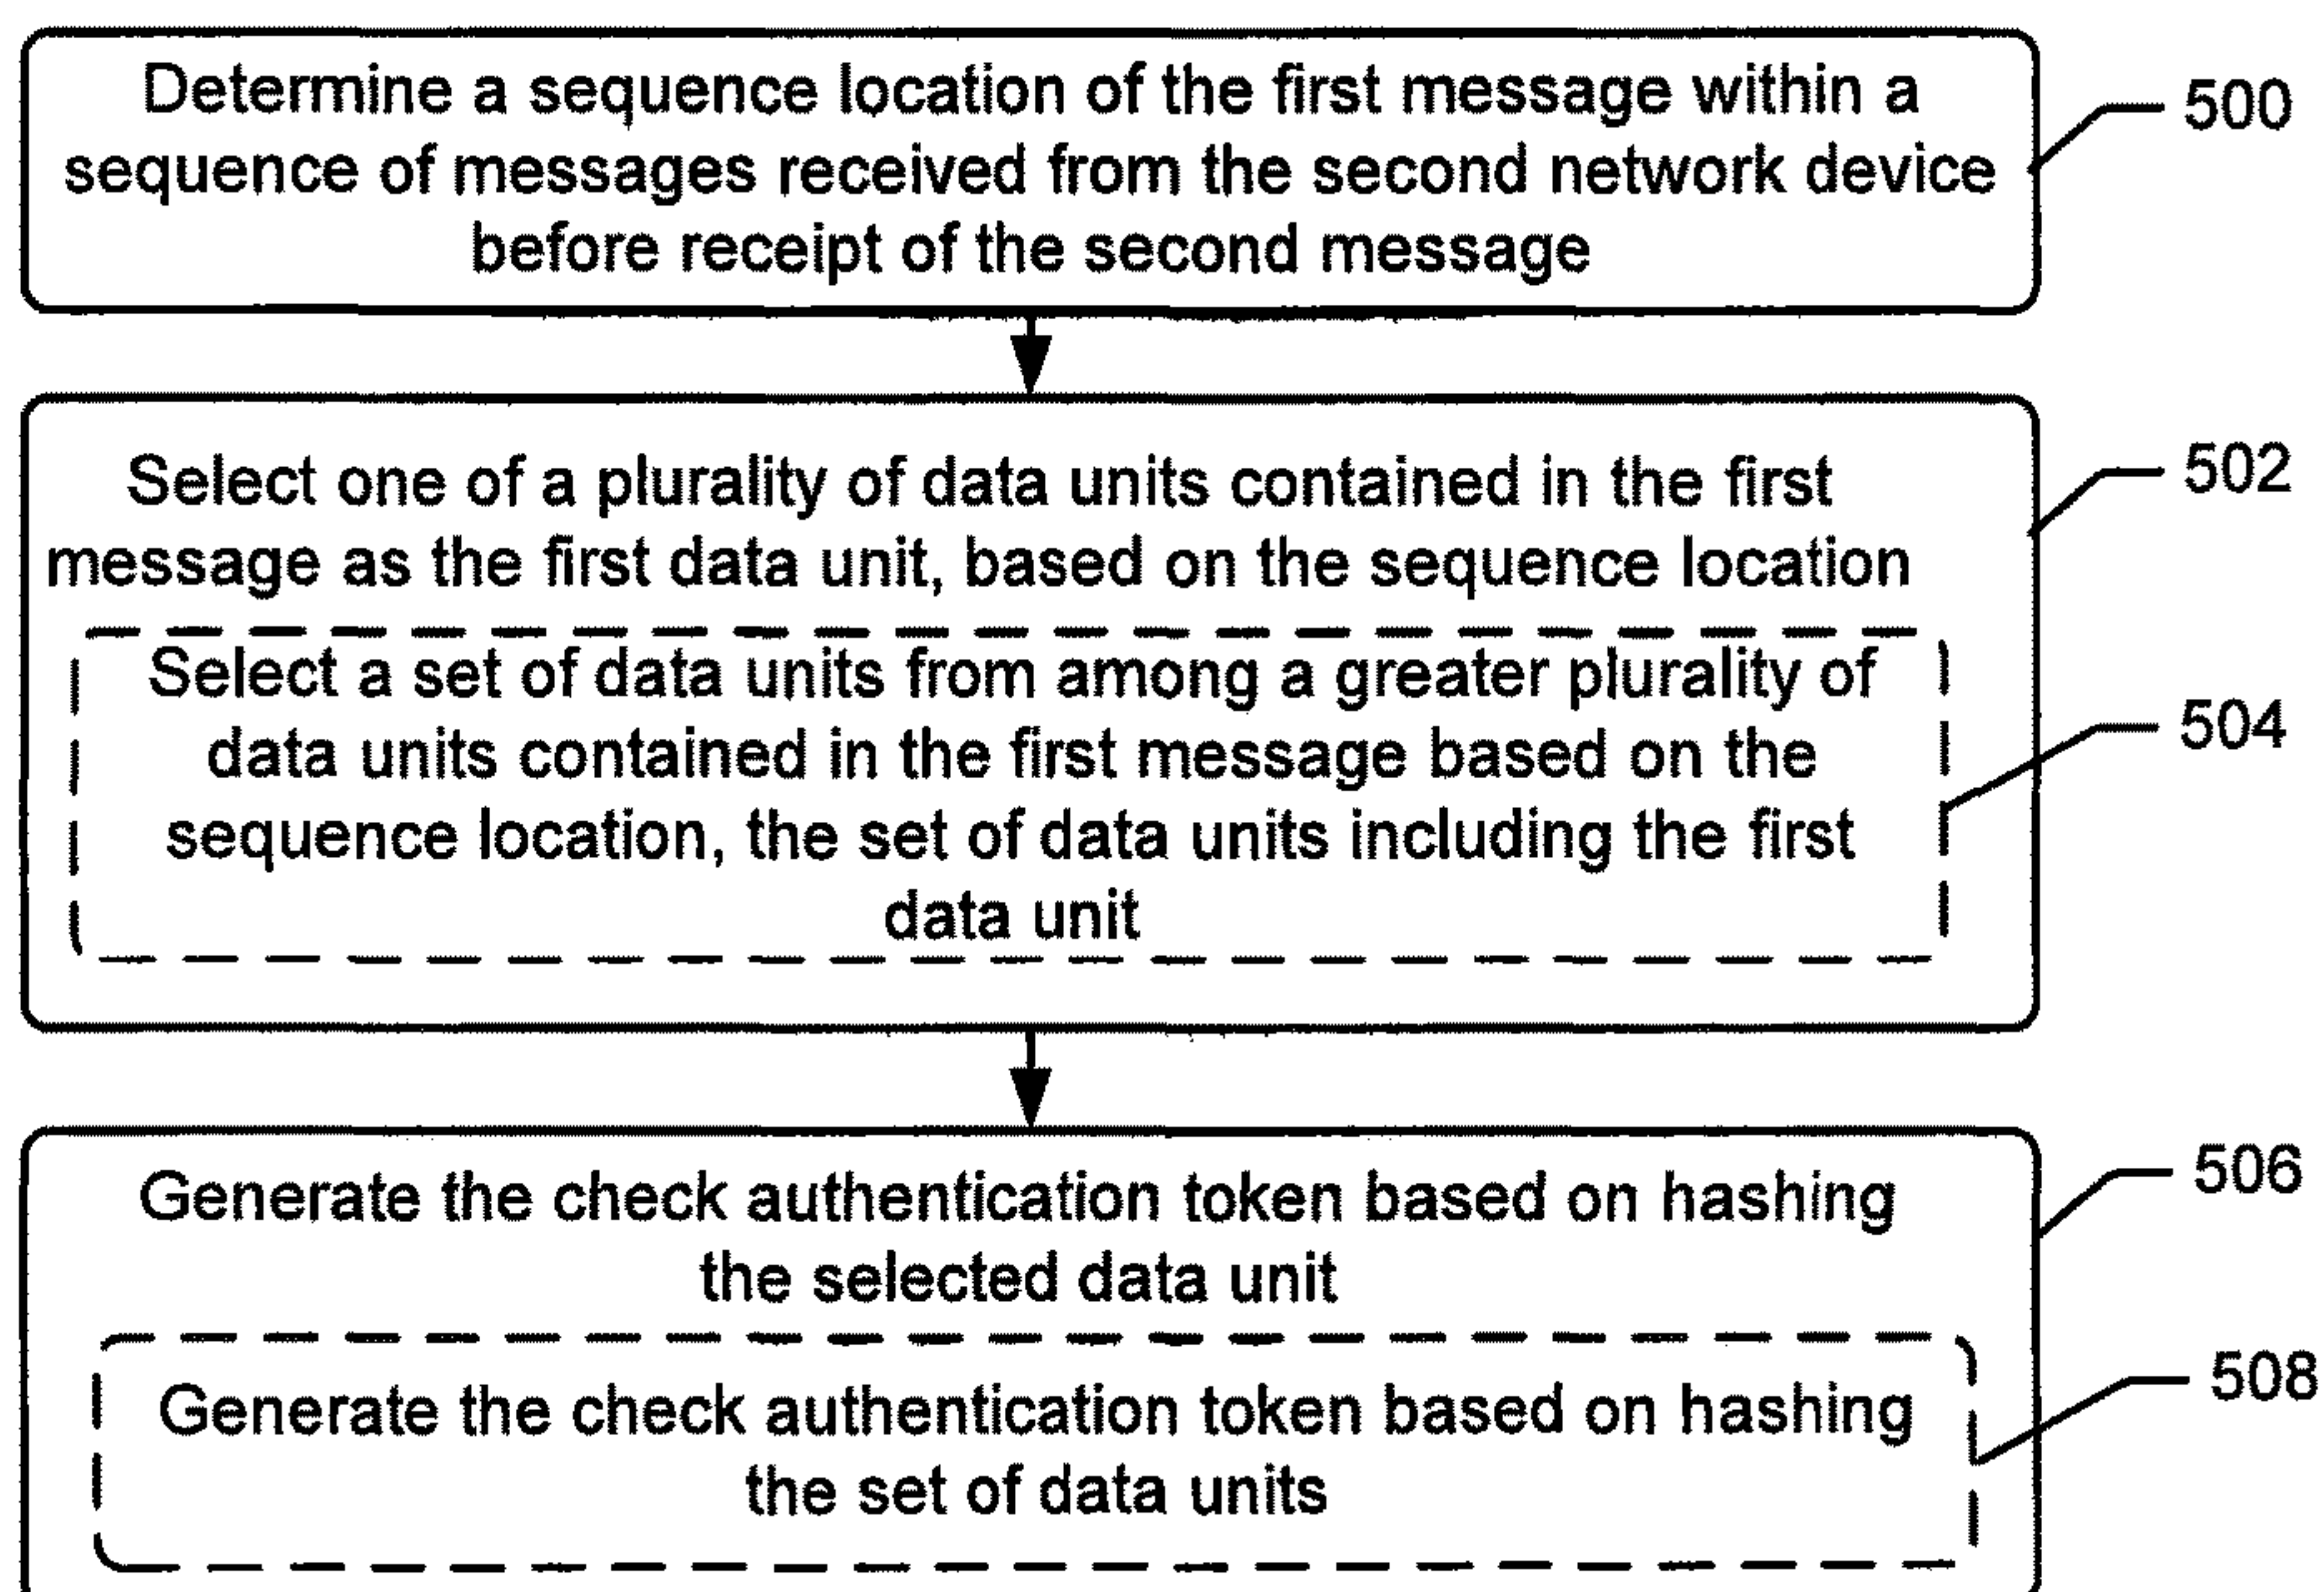 Determine a sequence location of the first message within a
sequence of messages received from the second network device
before receipt of the second message
500
Select one of a plurality of data units contained in the first
message as the first data unit, based on the sequence location
502
Select a set of data units from among a greater plurality of
data units contained in the first message based on the
sequence location, the set of data units including the first
data unit
504
Generate the check authentication token based on hashing
the selected data unit
506
Generate the check authentication token based on hashing
the set of data units
508